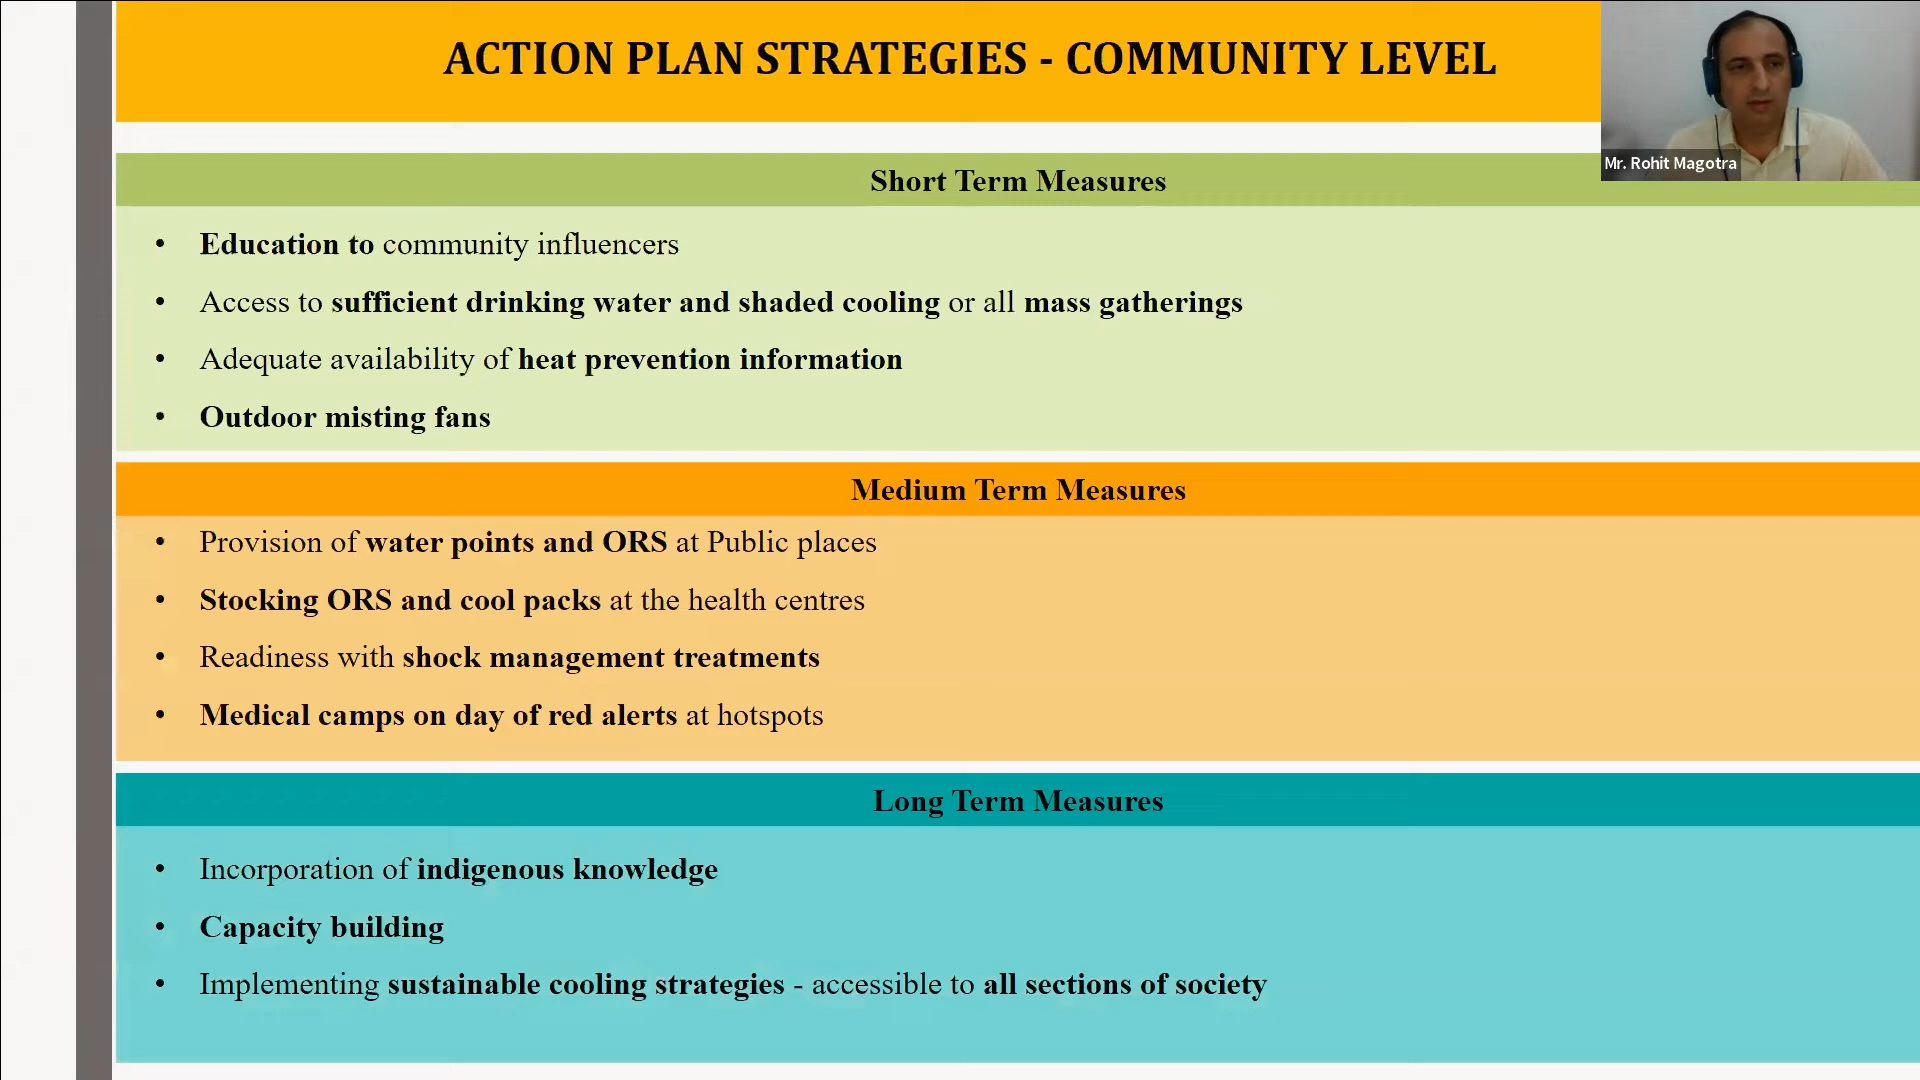 ACTION PLAN STRATEGIES - COMMUNITY LEVEL
Mr. Rohit Magotra
Short Term Measures
• Education to community influencers
• Access to sufficient drinking water and shaded cooling or all mass gatherings
• Adequate availability of heat prevention information
• Outdoor misting fans
Medium Term Measures
• Provision of water points and ORS at Public places
• Stocking ORS and cool packs at the health centres
• Readiness with shock management treatments
• Medical camps on day of red alerts at hotspots
Long Term Measures
• Incorporation of indigenous knowledge
• Capacity building
• Implementing sustainable cooling strategies - accessible to all sections of society